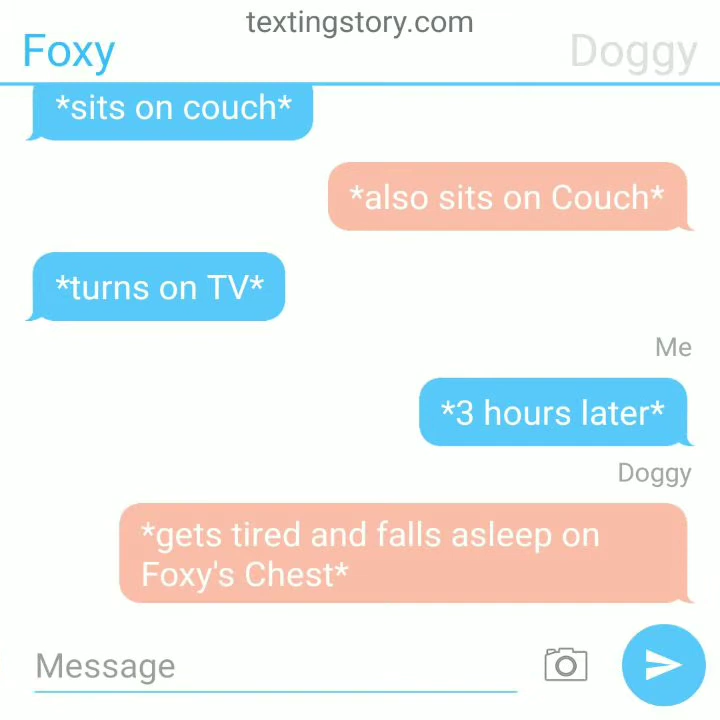 textingstory.com
Foxy
Doggy
*sits on couch*
*also sits on Couch*
*turns on TV*
Me
*3 hours later*
Doggy
*gets tired and falls asleep on
Foxy's Chest*
Message